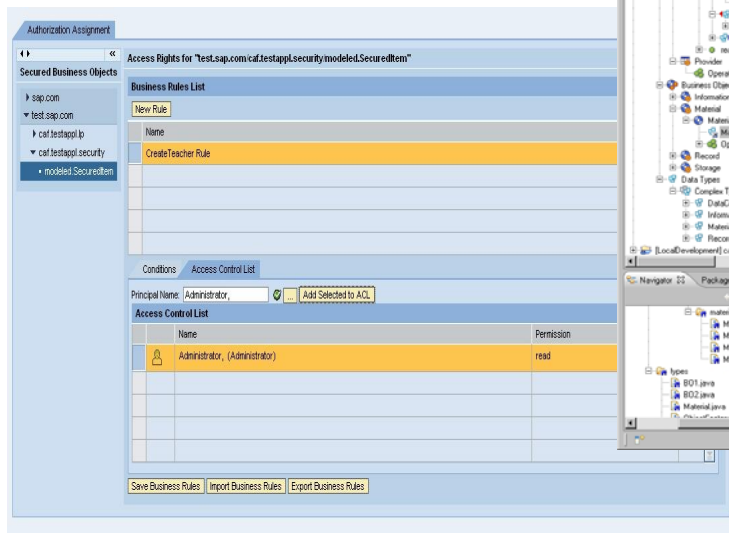 Authorization Assignment
Secured Business Objects
sap.com
test.sap.com
caf.testappl.lp
caf.testappl.security
modeled.SecuredItem
Access Rights for "test.sap.com/caf.testappl.security/modeled.SecuredItem"
Business Rules List
New Rule
Name
CreateTeacher Rule
Conditions
Access Control List
Principal Name: Administrator,
... Add Selected to ACL
Access Control List
Name Permission
Administrator, (Administrator) read
Save Business Rules Import Business Rules Export Business Rules
Provider
Business
Information
Material
Record
Storage
Data Types
Complex
[LocalDevelopment]
Navigator
types
BO1.java
BO2.java
Material.java